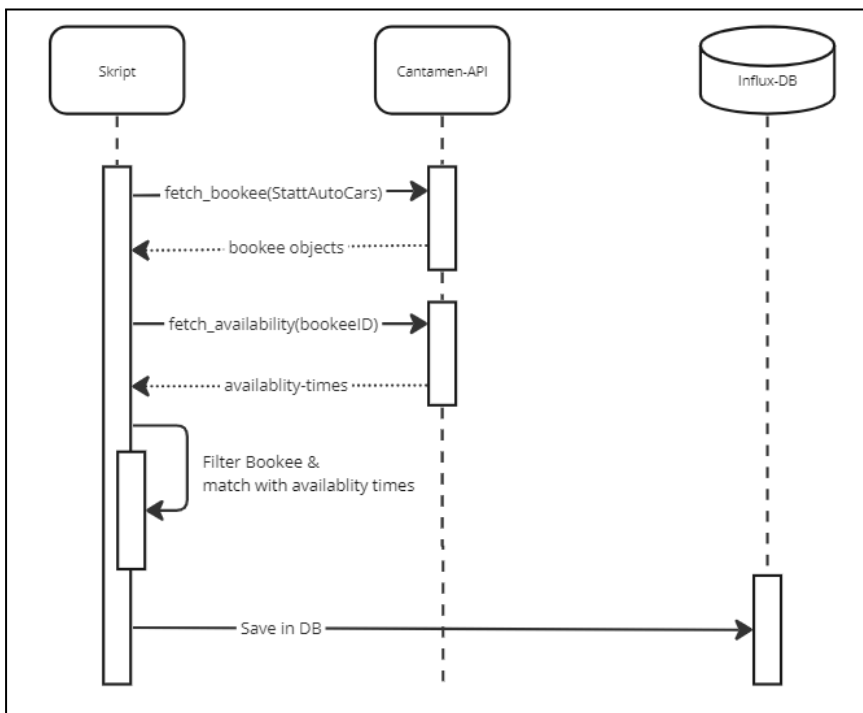 Skript
Cantamen-API
Influx-DB
fetch_bookee(StattAutoCars)
bookee objects
fetch_availability(bookeeID)
availablity-times
Filter Bookee &
match with availablity times
Save in DB